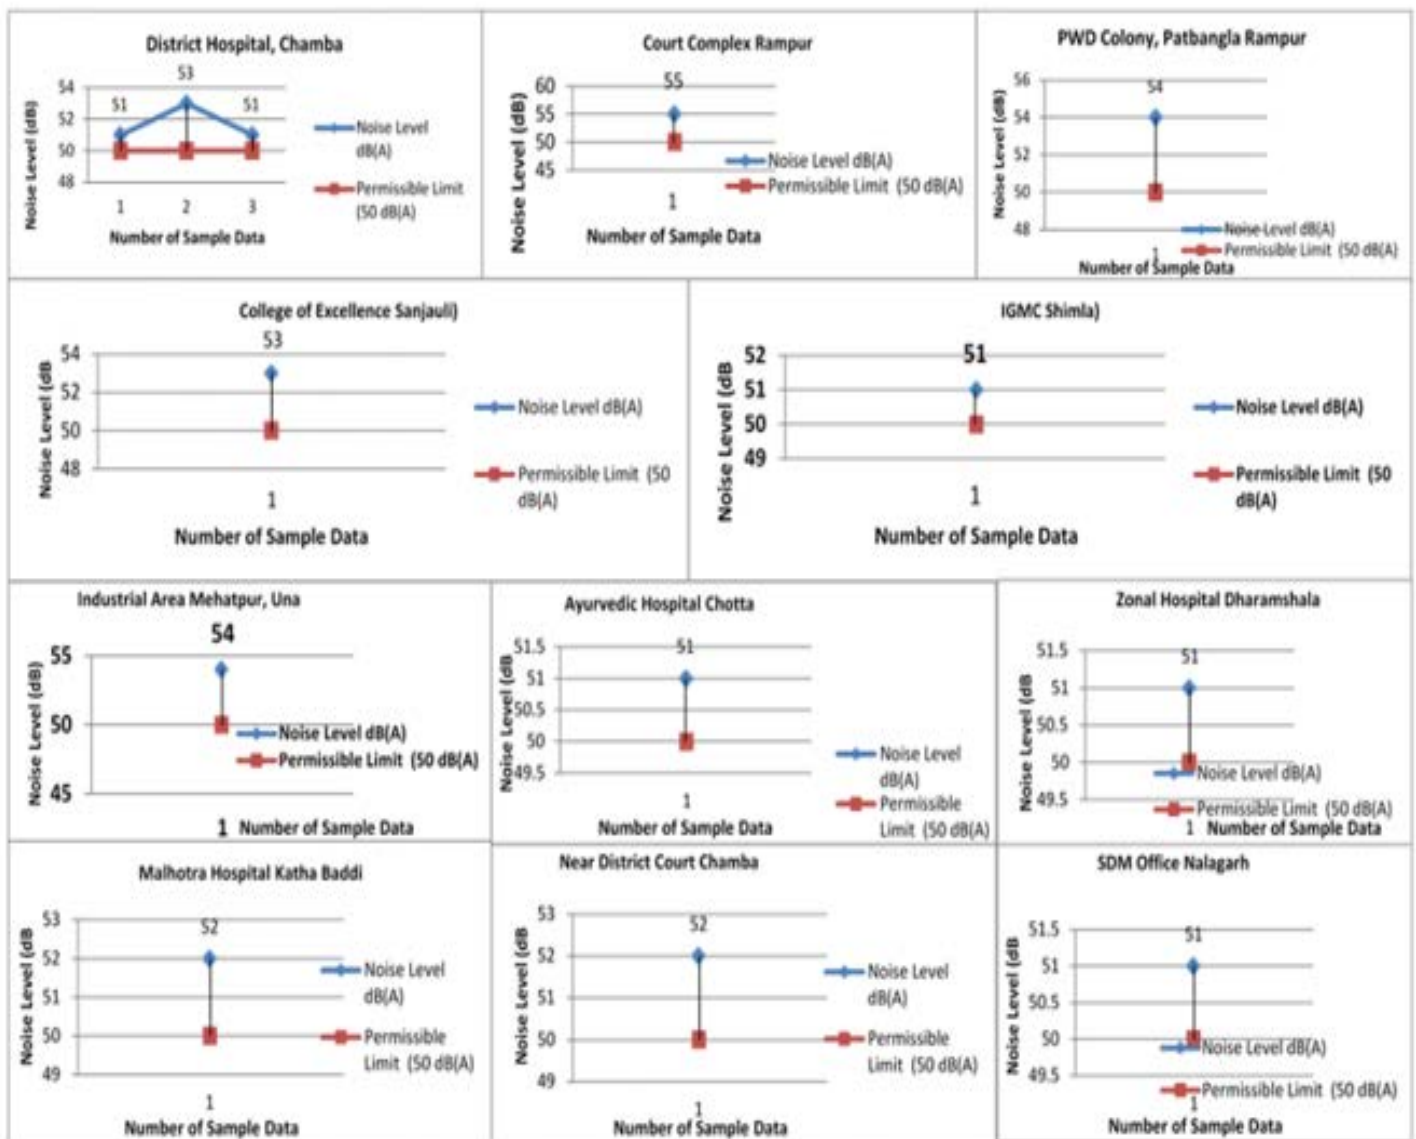 District Hospital, Chamba
Noise Level (dB)
54
52
50
48
51
53
51
1 2 3
Number of Sample Data
Noise Level
dB(A)
Permissible Limit
(50 dB(A)
Court Complex Rampur
Noise Level (dB)
60
55
50
45
55
1
Number of Sample Data
Noise Level dB(A)
Permissible Limit (50 dB(A)
PWD Colony, Patbangla Rampur
Noise Level (dB)
56
54
52
50
48
54
1
Number of Sample Data
Noise Level dB(A)
Permissible Limit (50 dB(A)
College of Excellence Sanjauli)
Noise Level (dB
54
52
50
48
53
1
Number of Sample Data
Noise Level dB(A)
Permissible Limit (50
dB(A)
IGMC Shimla)
Noise Level (dB
52
51
50
49
51
1
Number of Sample Data
Noise Level dB(A)
Permissible Limit (50
dB(A)
Industrial Area Mehatpur, Una
Noise Level (dB)
55
50
45
54
1 Number of Sample Data
Noise Level dB(A)
Permissible Limit (50 dB(A)
Ayurvedic Hospital Chotta
Noise Level (dB
51.5
51
50.5
50
49.5
51
1
Number of Sample Data
Noise Level
dB(A)
Permissible
Limit (50 dB(A)
Zonal Hospital Dharamshala
Noise Level (dB
51.5
51
50.5
50
49.5
51
1 Number of Sample Data
Noise Level dB(A)
Permissible Limit (50 dB(A)
Malhotra Hospital Katha Baddi
Noise Level (dB
53
52
51
50
49
52
1
Number of Sample Data
Noise Level
dB(A)
Permissible
Limit (50 dB(A)
Near District Court Chamba
Noise Level (dB
53
52
51
50
49
52
1
Number of Sample Data
Noise Level
dB(A)
Permissible
Limit (50 dB(A)
SDM Office Nalagarh
Noise Level (dB
51.5
51
50.5
50
49.5
51
1
Number of Sample Data
Noise Level dB(A)
Permissible Limit (50 dB(A)